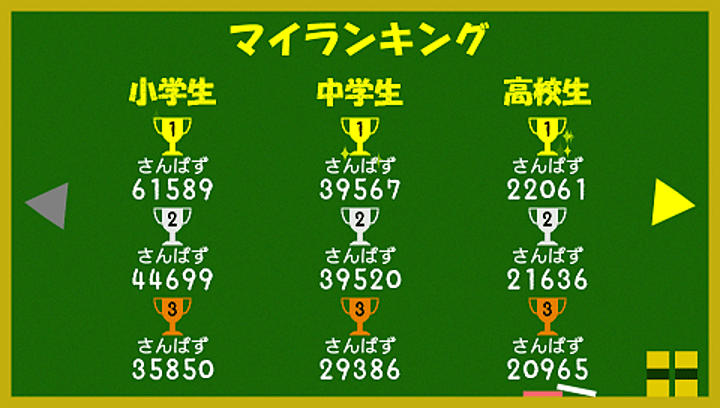 マイランキング
小学生 中学生 高校生
1 1 1
さんぱず さんぱず さんぱず
61589 39567 22061
2 2 2
さんぱず さんぱず さんぱず
44699 39520 21636
3 3 3
さんぱず さんぱず さんぱず
35850 29386 20965